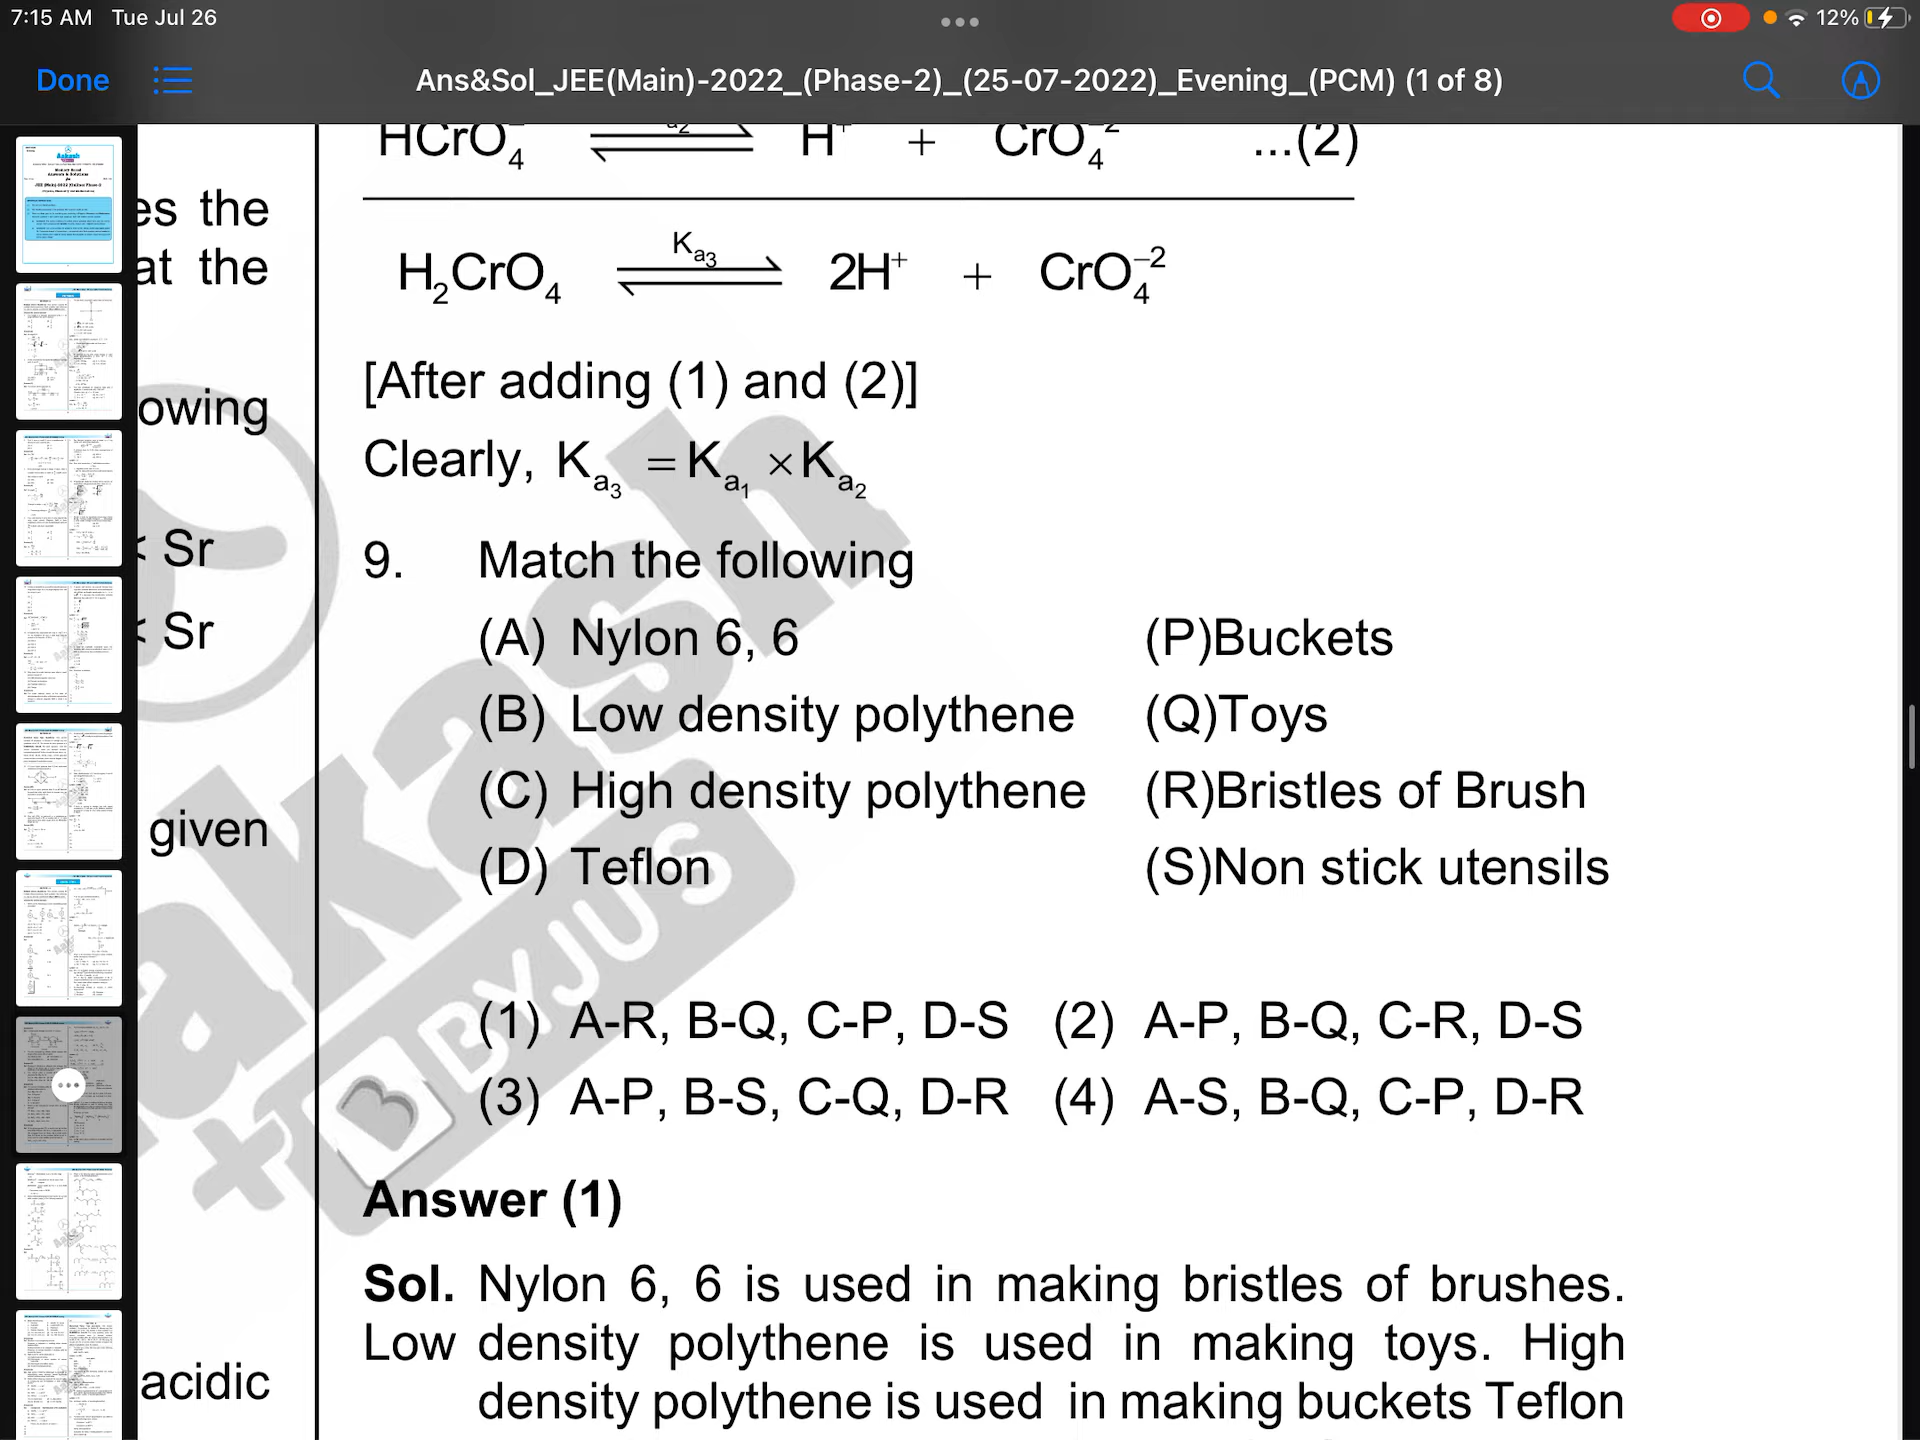 7:15 AM Tue Jul 26
12%
Done
Ans&Sol_JEE(Main)-2022_(Phase-2)_(25-07-2022)_Evening_(PCM) (1 of 8)
es the
at the
owing
< Sr
< Sr
given
acidic
HCrO₄⁻ ⇌ H⁺ + CrO₄⁻² ...(2)
H₂CrO₄ ⇌ Kₐ₃ 2H⁺ + CrO₄⁻²
[After adding (1) and (2)]
Clearly, Kₐ₃ = Kₐ₁ × Kₐ₂
9. Match the following
(A) Nylon 6, 6 (P)Buckets
(B) Low density polythene (Q)Toys
(C) High density polythene (R)Bristles of Brush
(D) Teflon (S)Non stick utensils
(1) A-R, B-Q, C-P, D-S (2) A-P, B-Q, C-R, D-S
(3) A-P, B-S, C-Q, D-R (4) A-S, B-Q, C-P, D-R
Answer (1)
Sol. Nylon 6, 6 is used in making bristles of brushes.
Low density polythene is used in making toys. High
density polythene is used in making buckets Teflon
akash
BYJUS